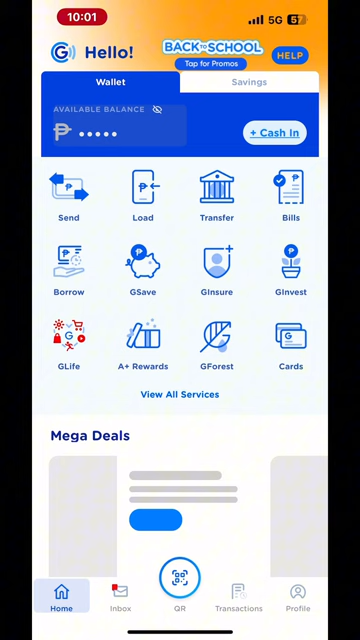 10:01
5G 67
Hello!
BACK TO SCHOOL
Tap for Promos
HELP
Wallet
Savings
AVAILABLE BALANCE
₱ •••••
+ Cash In
Send
Load
Transfer
Bills
Borrow
GSave
GInsure
GInvest
GLife
A+ Rewards
GForest
Cards
View All Services
Mega Deals
Home
Inbox
QR
Transactions
Profile